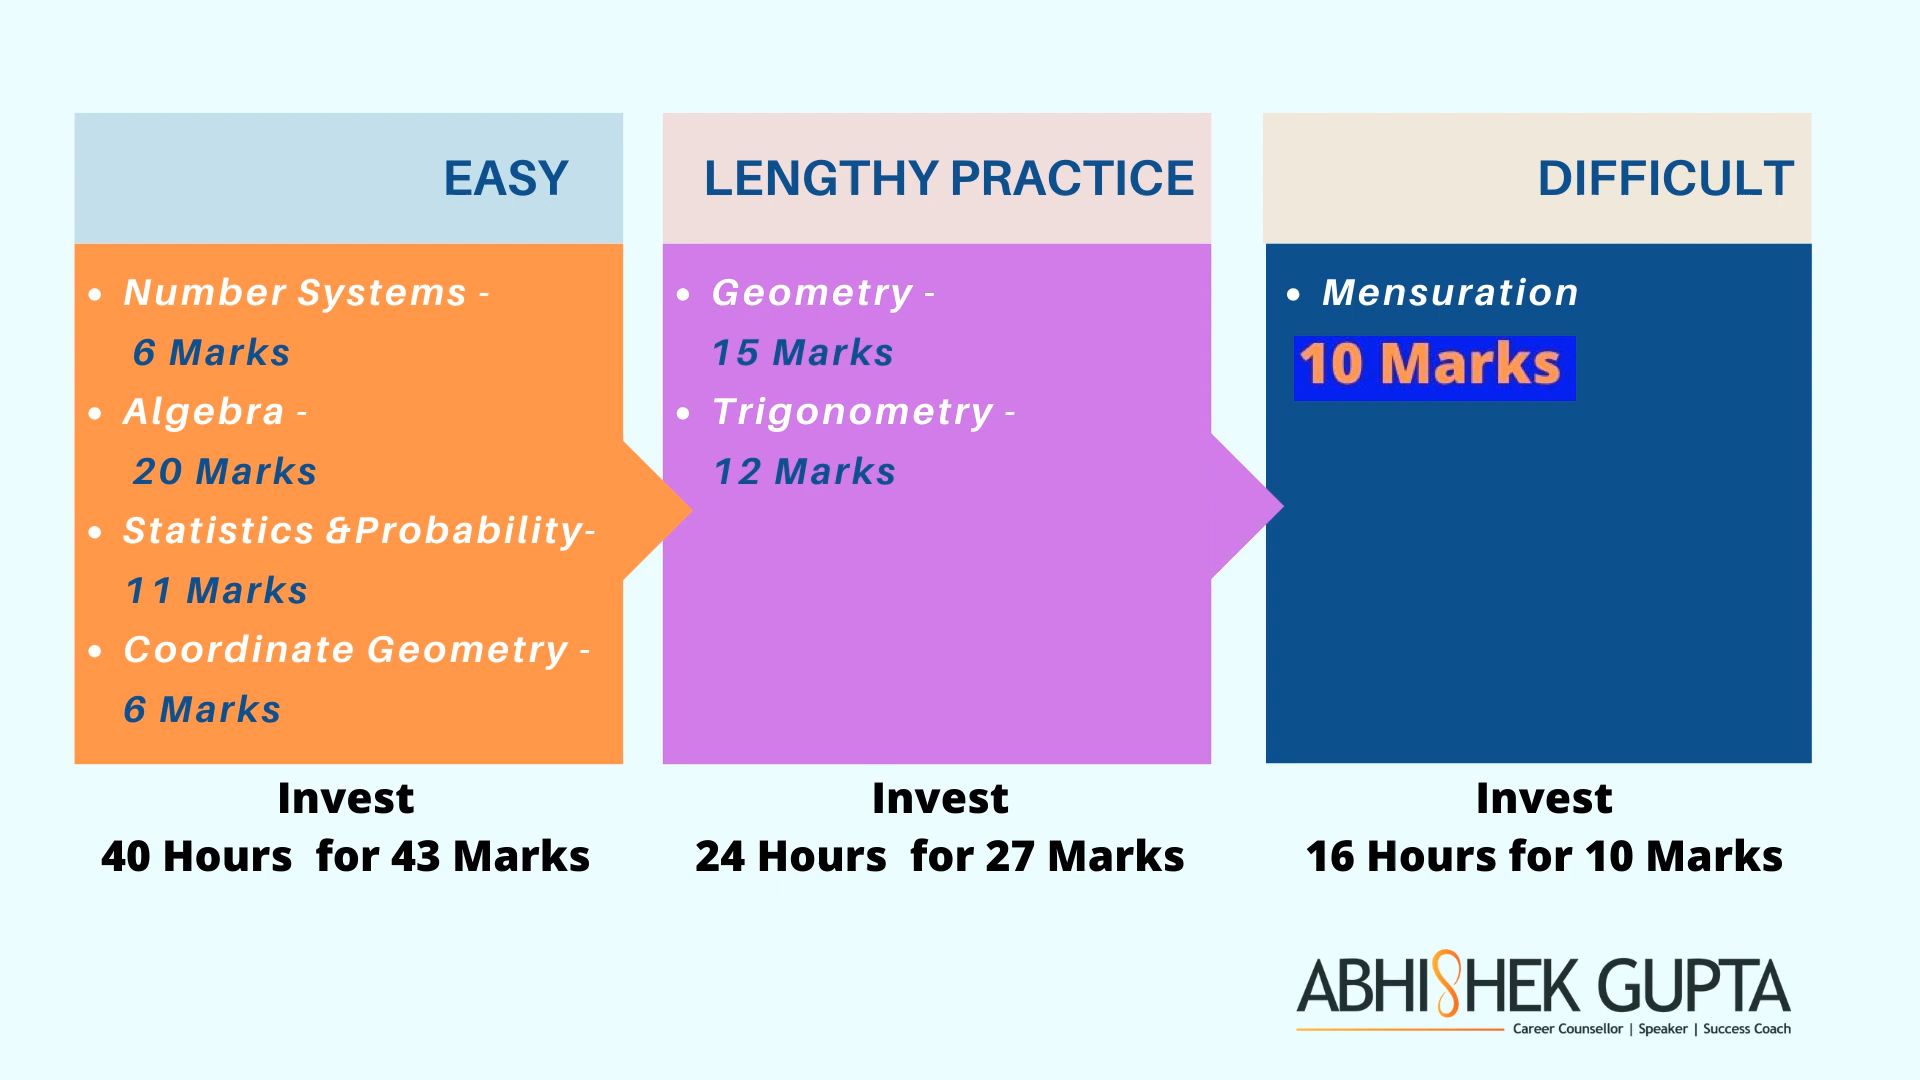 EASY
• Number Systems -
6 Marks
• Algebra -
20 Marks
• Statistics &Probability-
11 Marks
• Coordinate Geometry -
6 Marks
Invest
40 Hours for 43 Marks
LENGTHY PRACTICE
• Geometry -
15 Marks
• Trigonometry -
12 Marks
Invest
24 Hours for 27 Marks
DIFFICULT
• Mensuration
10 Marks
Invest
16 Hours for 10 Marks
ABHISHEK GUPTA
Career Counsellor | Speaker | Success Coach